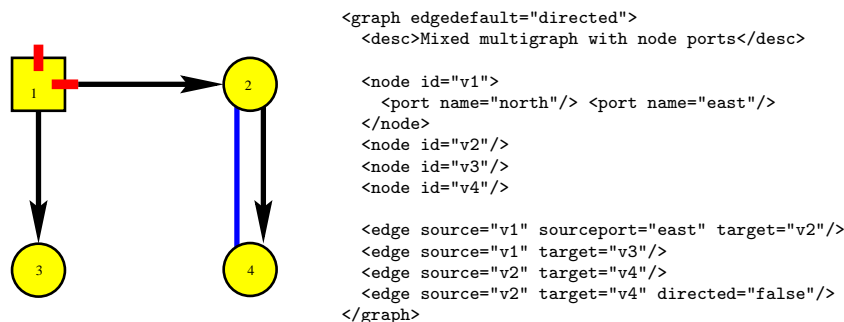 1
2
3
4
<graph edgedefault="directed">
  <desc>Mixed multigraph with node ports</desc>

  <node id="v1">
    <port name="north"/> <port name="east"/>
  </node>
  <node id="v2"/>
  <node id="v3"/>
  <node id="v4"/>

  <edge source="v1" sourceport="east" target="v2"/>
  <edge source="v1" target="v3"/>
  <edge source="v2" target="v4"/>
  <edge source="v2" target="v4" directed="false"/>
</graph>